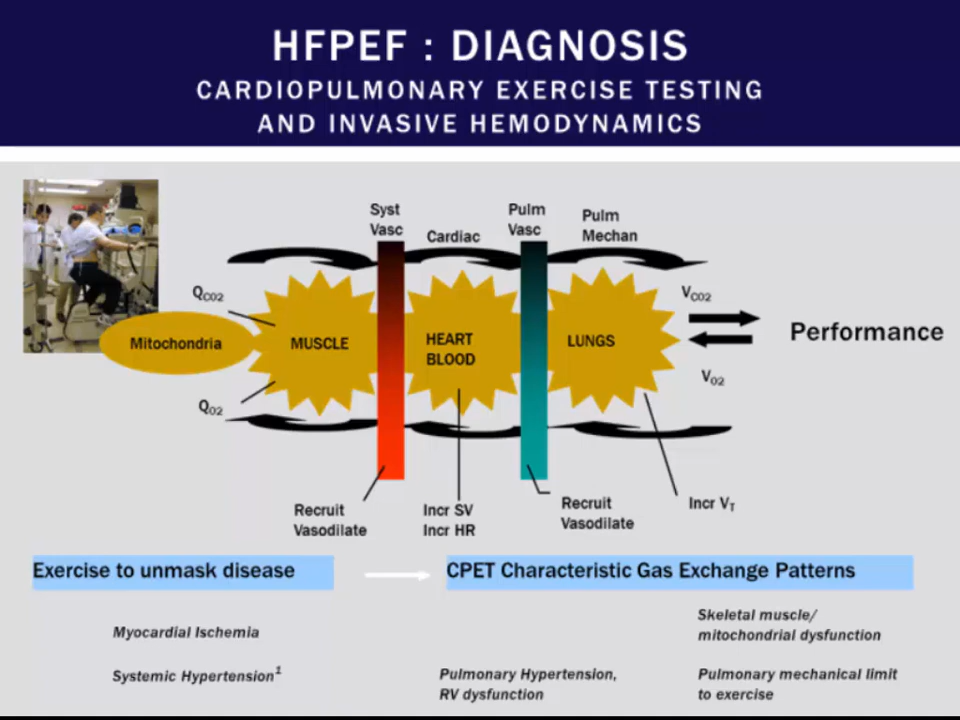 HFPEF : DIAGNOSIS
CARDIOPULMONARY EXERCISE TESTING
AND INVASIVE HEMODYNAMICS
Syst
Vasc
Cardiac
Pulm
Vasc
Pulm
Mechan
QCO2
VCO2
Mitochondria
MUSCLE
HEART
BLOOD
LUNGS
Performance
QO2
VO2
Recruit
Vasodilate
Incr SV
Incr HR
Recruit
Vasodilate
Incr VT
Exercise to unmask disease
CPET Characteristic Gas Exchange Patterns
Myocardial Ischemia
Skeletal muscle/
mitochondrial dysfunction
Systemic Hypertension1
Pulmonary Hypertension,
RV dysfunction
Pulmonary mechanical limit
to exercise